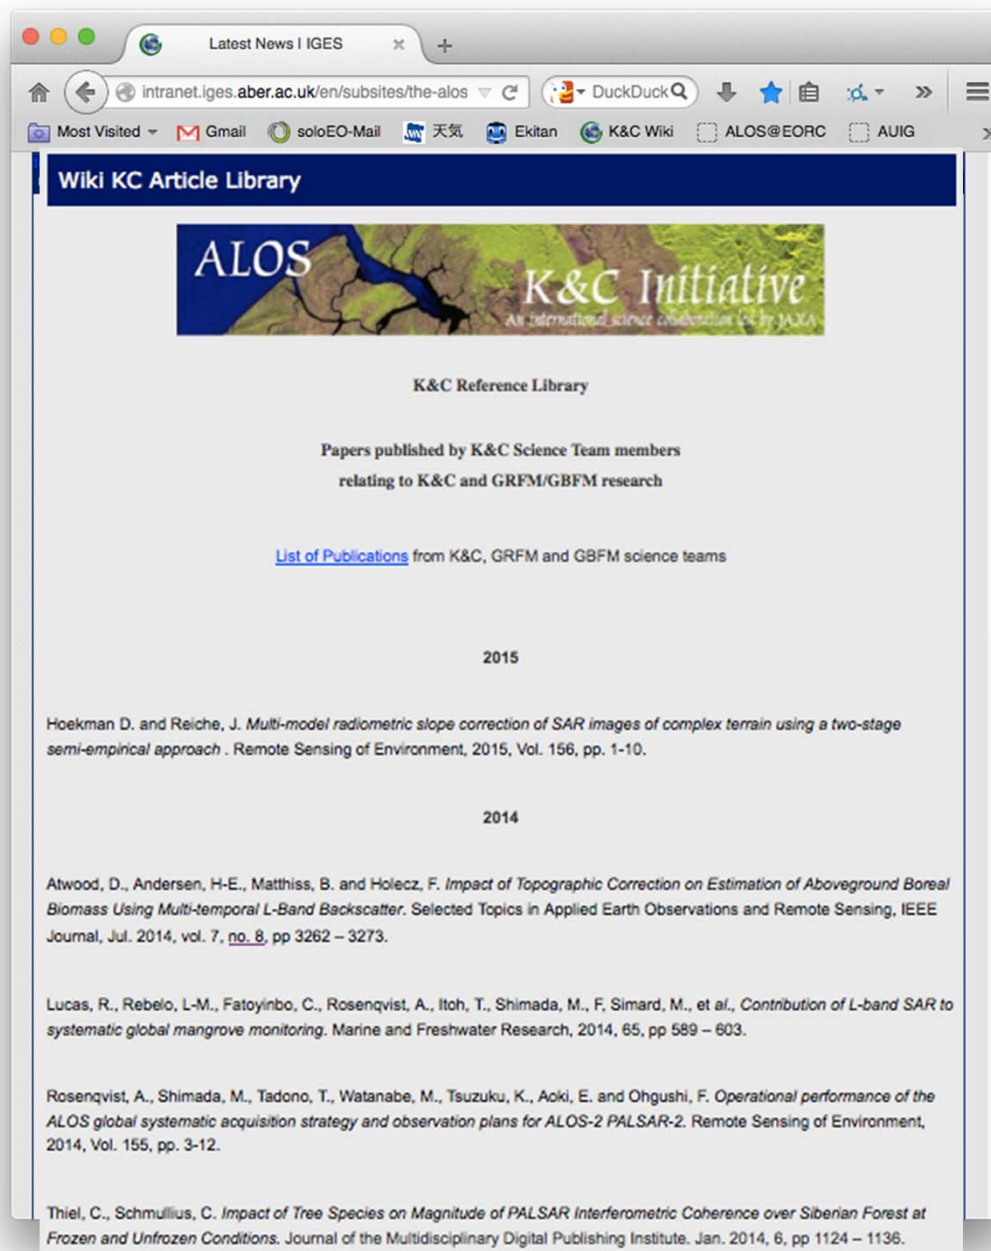 Latest News | IGES
intranet.iges.aber.ac.uk/en/subsites/the-alos
DuckDuck
Most Visited
Gmail
soloEO-Mail
天気
Ekitan
K&C Wiki
ALOS@EORC
AUIG
Wiki KC Article Library
ALOS
K&C Initiative
An international science collaboration led by JAXA
K&C Reference Library
Papers published by K&C Science Team members
relating to K&C and GRFM/GBFM research
List of Publications from K&C, GRFM and GBFM science teams
2015
Hoekman D. and Reiche, J. Multi-model radiometric slope correction of SAR images of complex terrain using a two-stage
semi-empirical approach . Remote Sensing of Environment, 2015, Vol. 156, pp. 1-10.
2014
Atwood, D., Andersen, H-E., Matthiss, B. and Holecz, F. Impact of Topographic Correction on Estimation of Aboveground Boreal
Biomass Using Multi-temporal L-Band Backscatter. Selected Topics in Applied Earth Observations and Remote Sensing, IEEE
Journal, Jul. 2014, vol. 7, no. 8, pp 3262 – 3273.
Lucas, R., Rebelo, L-M., Fatoyinbo, C., Rosenqvist, A., Itoh, T., Shimada, M., F, Simard, M., et al., Contribution of L-band SAR to
systematic global mangrove monitoring. Marine and Freshwater Research, 2014, 65, pp 589 – 603.
Rosenqvist, A., Shimada, M., Tadono, T., Watanabe, M., Tsuzuku, K., Aoki, E. and Ohgushi, F. Operational performance of the
ALOS global systematic acquisition strategy and observation plans for ALOS-2 PALSAR-2. Remote Sensing of Environment,
2014, Vol. 155, pp. 3-12.
Thiel, C., Schmullius, C. Impact of Tree Species on Magnitude of PALSAR Interferometric Coherence over Siberian Forest at
Frozen and Unfrozen Conditions. Journal of the Multidisciplinary Digital Publishing Institute. Jan. 2014, 6, pp 1124 – 1136.